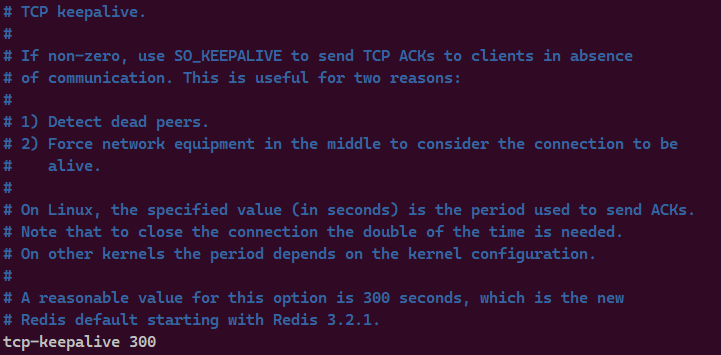 # TCP keepalive.
#
# If non-zero, use SO_KEEPALIVE to send TCP ACKs to clients in absence
# of communication. This is useful for two reasons:
#
# 1) Detect dead peers.
# 2) Force network equipment in the middle to consider the connection to be
#    alive.
#
# On Linux, the specified value (in seconds) is the period used to send ACKs.
# Note that to close the connection the double of the time is needed.
# On other kernels the period depends on the kernel configuration.
#
# A reasonable value for this option is 300 seconds, which is the new
# Redis default starting with Redis 3.2.1.
tcp-keepalive 300